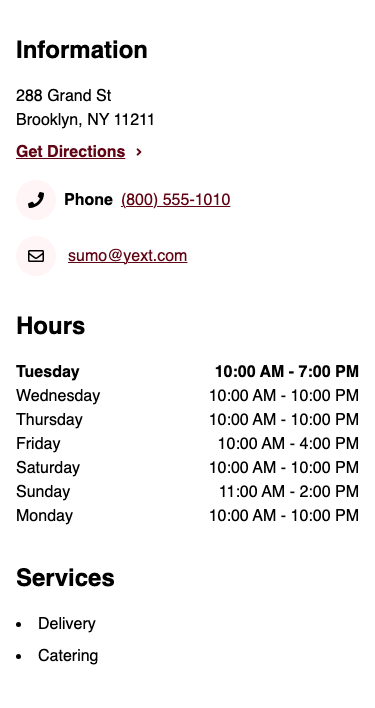 Information
288 Grand St
Brooklyn, NY 11211
Get Directions
Phone (800) 555-1010
sumo@yext.com
Hours
Tuesday 10:00 AM - 7:00 PM
Wednesday 10:00 AM - 10:00 PM
Thursday 10:00 AM - 10:00 PM
Friday 10:00 AM - 4:00 PM
Saturday 10:00 AM - 10:00 PM
Sunday 11:00 AM - 2:00 PM
Monday 10:00 AM - 10:00 PM
Services
• Delivery
• Catering